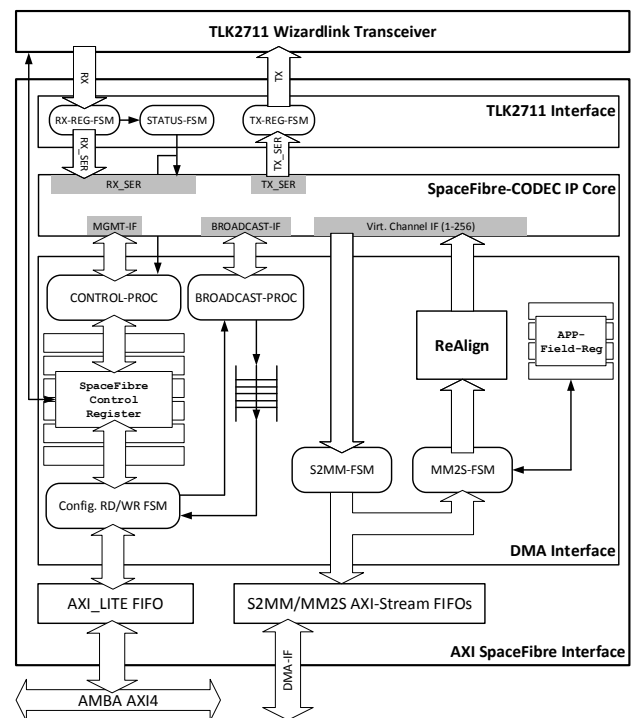 TLK2711 Wizardlink Transceiver
RX
TX
TLK2711 Interface
RX-REG-FSM
STATUS-FSM
TX-REG-FSM
RX_SER
TX_SER
RX_SER
TX_SER
SpaceFibre-CODEC IP Core
MGMT-IF
BROADCAST-IF
Virt. Channel IF (1-256)
CONTROL-PROC
BROADCAST-PROC
ReAlign
APP-
Field-Reg
SpaceFibre
Control
Register
S2MM-FSM
MM2S-FSM
Config. RD/WR FSM
DMA Interface
AXI_LITE FIFO
S2MM/MM2S AXI-Stream FIFOs
AXI SpaceFibre Interface
DMA-IF
AMBA AXI4